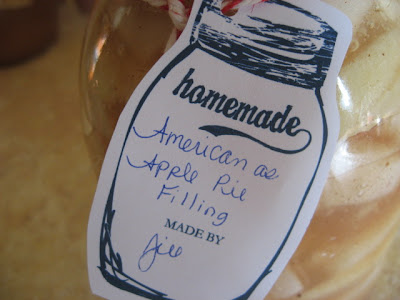 homemade
American as
Apple Pie
Filling
MADE BY
Jill